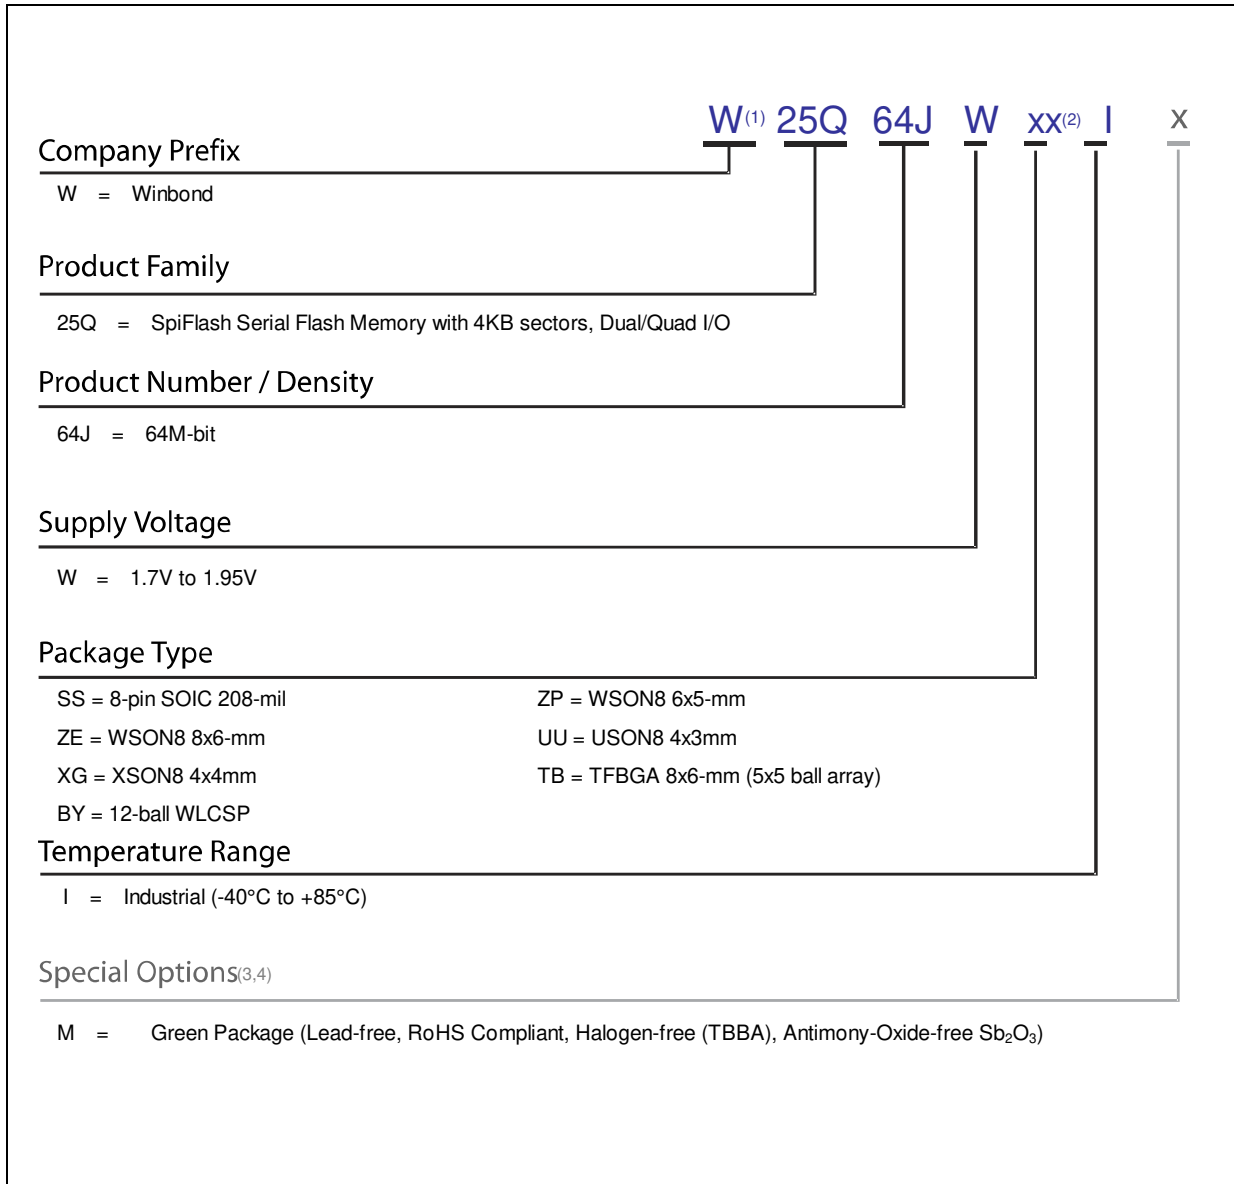 W(1) 25Q 64J W xx(2) I x
Company Prefix
W = Winbond
Product Family
25Q = SpiFlash Serial Flash Memory with 4KB sectors, Dual/Quad I/O
Product Number / Density
64J = 64M-bit
Supply Voltage
W = 1.7V to 1.95V
Package Type
SS = 8-pin SOIC 208-mil ZP = WSON8 6x5-mm
ZE = WSON8 8x6-mm UU = USON8 4x3mm
XG = XSON8 4x4mm TB = TFBGA 8x6-mm (5x5 ball array)
BY = 12-ball WLCSP
Temperature Range
I = Industrial (-40°C to +85°C)
Special Options(3,4)
M = Green Package (Lead-free, RoHS Compliant, Halogen-free (TBBA), Antimony-Oxide-free Sb₂O₃)